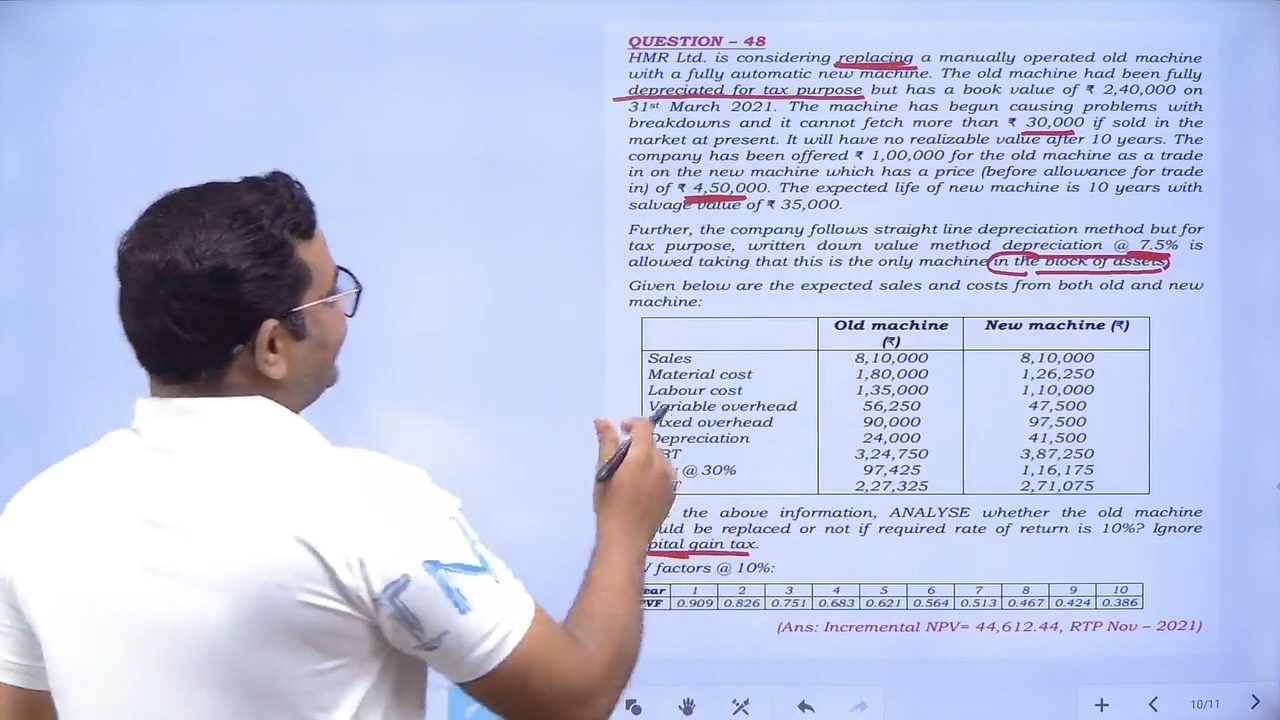 QUESTION – 48
HMR Ltd. is considering replacing a manually operated old machine
with a fully automatic new machine. The old machine had been fully
depreciated for tax purpose but has a book value of ₹ 2,40,000 on
31st March 2021. The machine has begun causing problems with
breakdowns and it cannot fetch more than ₹ 30,000 if sold in the
market at present. It will have no realizable value after 10 years. The
company has been offered ₹ 1,00,000 for the old machine as a trade
in on the new machine which has a price (before allowance for trade
in) of ₹ 4,50,000. The expected life of new machine is 10 years with
salvage value of ₹ 35,000.
Further, the company follows straight line depreciation method but for
tax purpose, written down value method depreciation @ 7.5% is
allowed taking that this is the only machine in the block of assets
Given below are the expected sales and costs from both old and new
machine:
Old machine (₹) New machine (₹)
Sales 8,10,000 8,10,000
Material cost 1,80,000 1,26,250
Labour cost 1,35,000 1,10,000
Variable overhead 56,250 47,500
Fixed overhead 90,000 97,500
Depreciation 24,000 41,500
BT 3,24,750 3,87,250
@ 30% 97,425 1,16,175
T 2,27,325 2,71,075
the above information, ANALYSE whether the old machine
uld be replaced or not if required rate of return is 10%? Ignore
pital gain tax.
V factors @ 10%:
ear 1 2 3 4 5 6 7 8 9 10
PVF 0.909 0.826 0.751 0.683 0.621 0.564 0.513 0.467 0.424 0.386
(Ans: Incremental NPV= 44,612.44, RTP Nov – 2021)
10/11